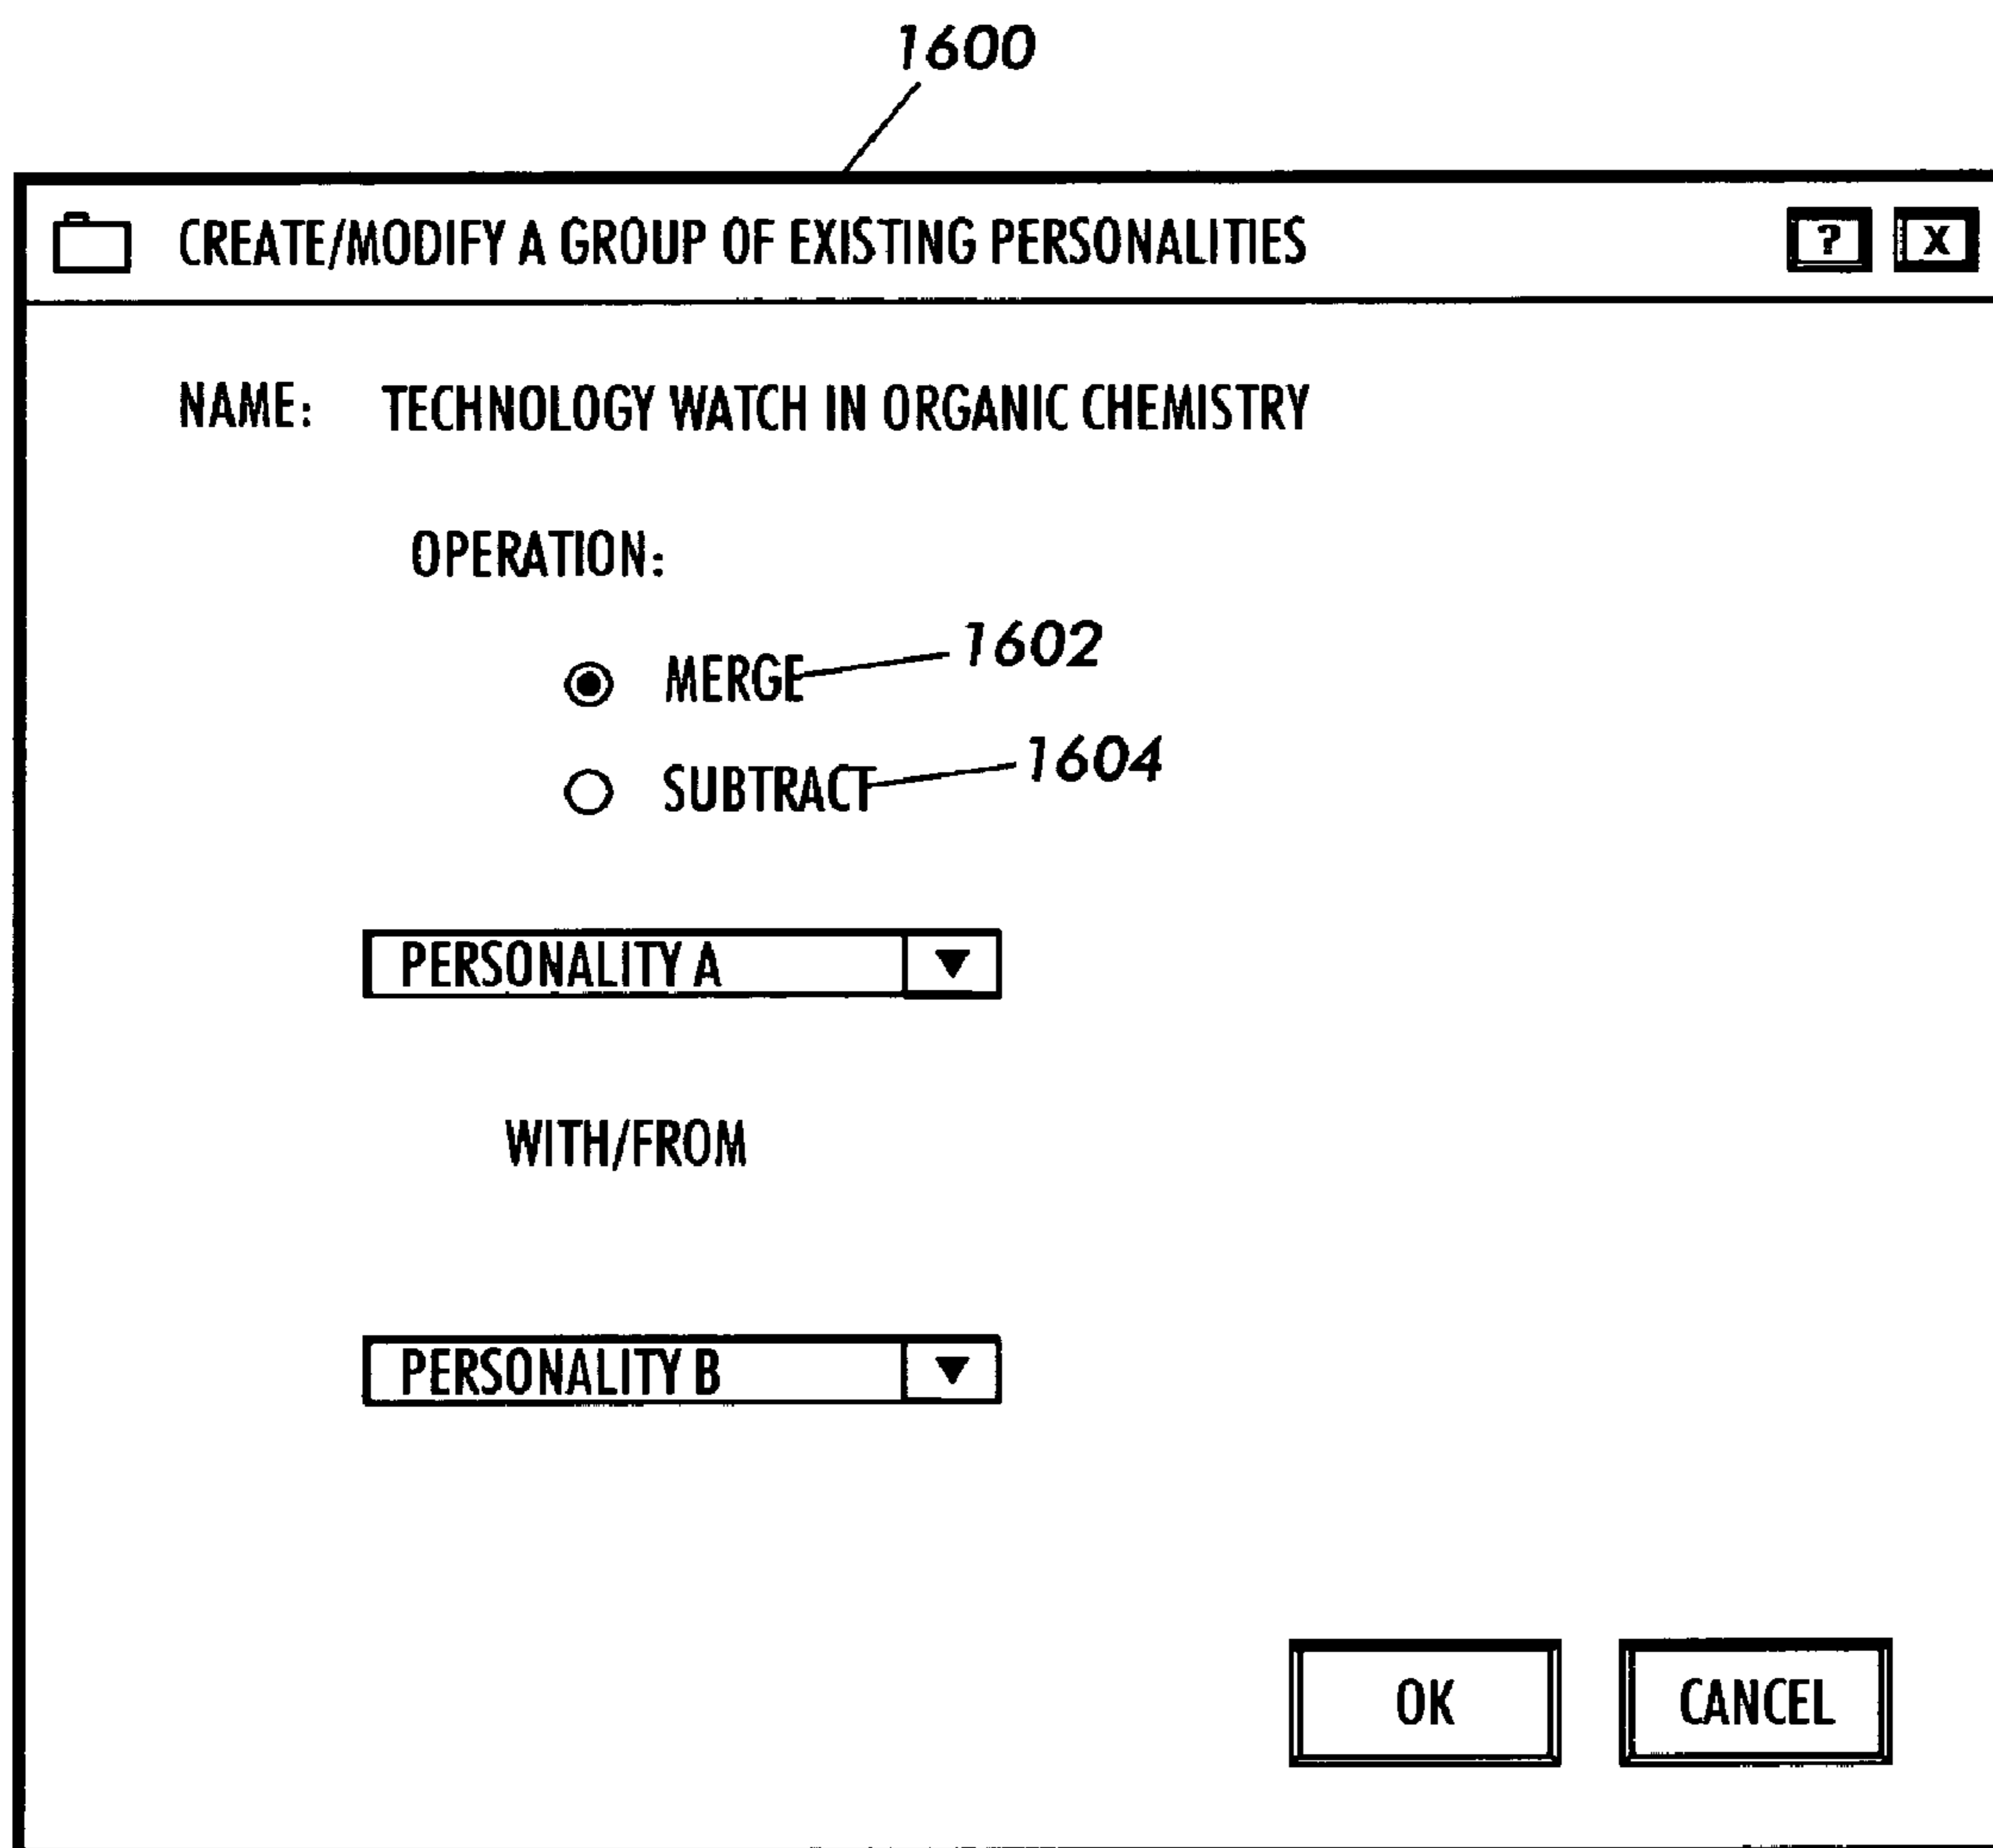 1600
CREATE/MODIFY A GROUP OF EXISTING PERSONALITIES ? X
NAME: TECHNOLOGY WATCH IN ORGANIC CHEMISTRY
OPERATION:
MERGE 1602
SUBTRACT 1604
PERSONALITY A
WITH/FROM
PERSONALITY B
OK CANCEL